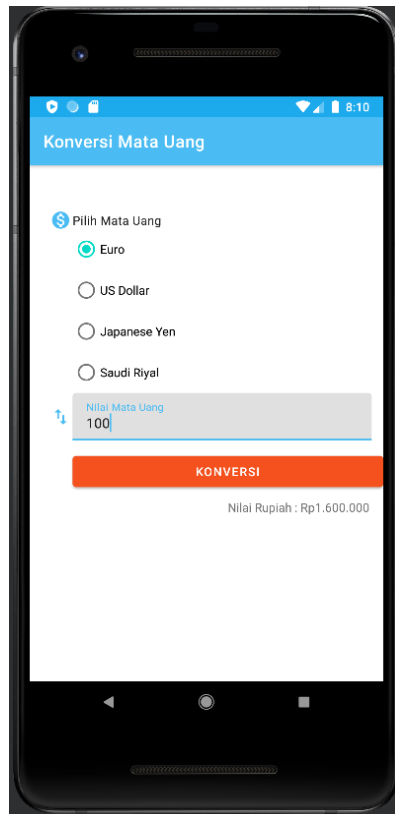 8:10
Konversi Mata Uang
Pilih Mata Uang
Euro
US Dollar
Japanese Yen
Saudi Riyal
Nilai Mata Uang
100
KONVERSI
Nilai Rupiah : Rp1.600.000